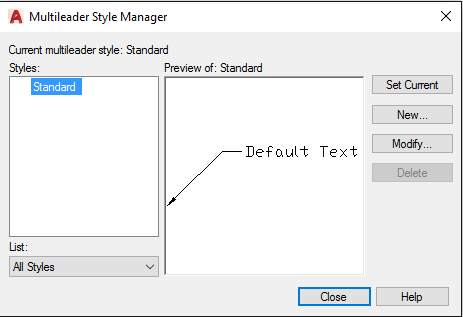 Multileader Style Manager
Current multileader style: Standard
Styles:
Standard
Preview of: Standard
Default Text
Set Current
New...
Modify...
Delete
List:
All Styles
Close
Help